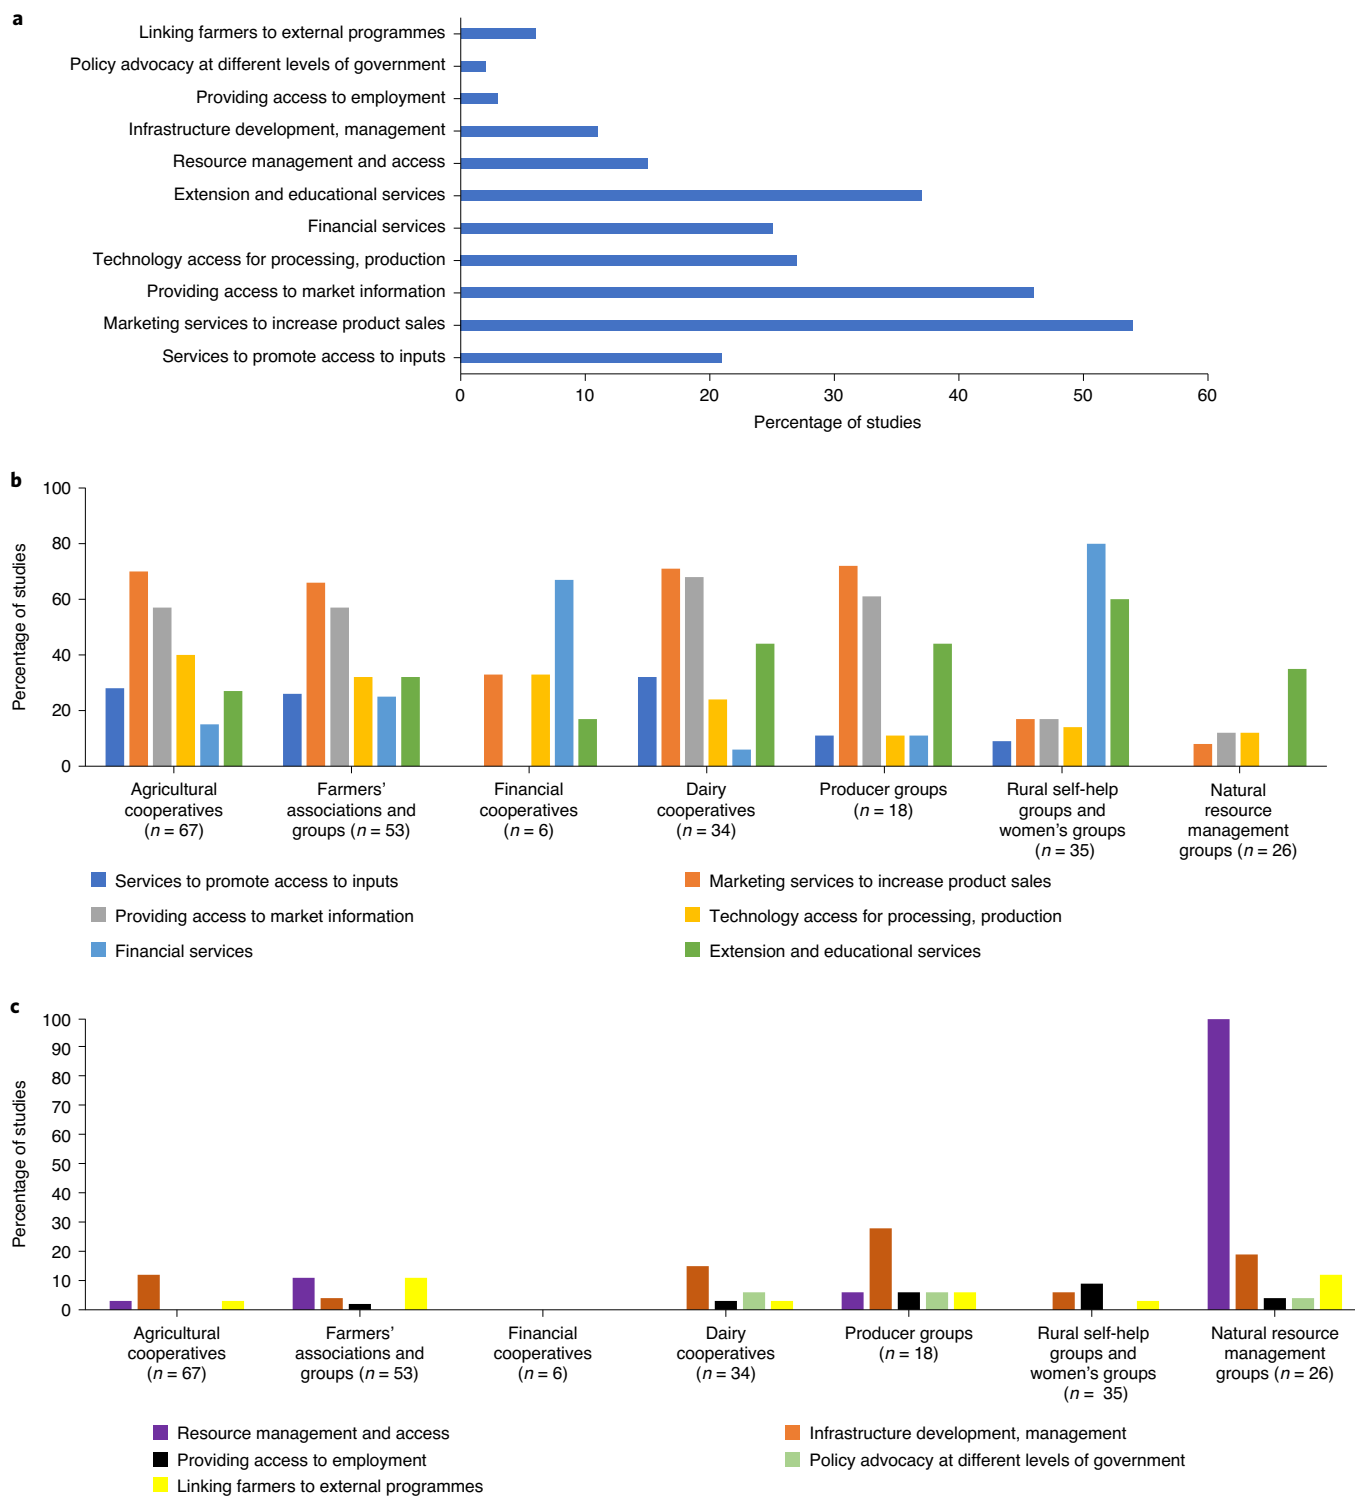 a
Linking farmers to external programmes
Policy advocacy at different levels of government
Providing access to employment
Infrastructure development, management
Resource management and access
Extension and educational services
Financial services
Technology access for processing, production
Providing access to market information
Marketing services to increase product sales
Services to promote access to inputs
0 10 20 30 40 50 60
Percentage of studies
b
Percentage of studies
100
80
60
40
20
0
Agricultural
cooperatives
(n = 67)
Farmers'
associations and
groups (n = 53)
Financial
cooperatives
(n = 6)
Dairy
cooperatives
(n = 34)
Producer groups
(n = 18)
Rural self-help
groups and
women's groups
(n = 35)
Natural
resource
management
groups (n = 26)
Services to promote access to inputs
Marketing services to increase product sales
Providing access to market information
Technology access for processing, production
Financial services
Extension and educational services
c
Percentage of studies
100
90
80
70
60
50
40
30
20
10
0
Agricultural
cooperatives
(n = 67)
Farmers'
associations and
groups (n = 53)
Financial
cooperatives
(n = 6)
Dairy
cooperatives
(n = 34)
Producer groups
(n = 18)
Rural self-help
groups and
women's groups
(n = 35)
Natural resource
management
groups (n = 26)
Resource management and access
Infrastructure development, management
Providing access to employment
Policy advocacy at different levels of government
Linking farmers to external programmes